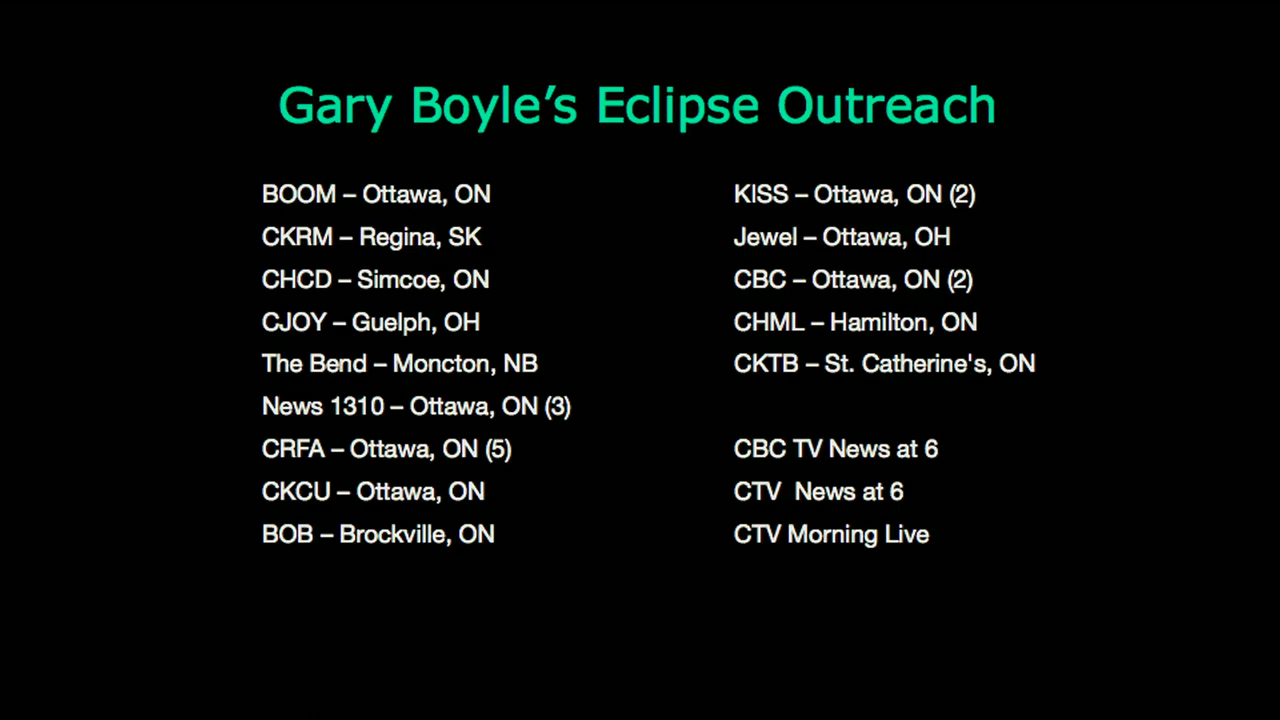 Gary Boyle’s Eclipse Outreach
BOOM – Ottawa, ON
CKRM – Regina, SK
CHCD – Simcoe, ON
CJOY – Guelph, OH
The Bend – Moncton, NB
News 1310 – Ottawa, ON (3)
CRFA – Ottawa, ON (5)
CKCU – Ottawa, ON
BOB – Brockville, ON
KISS – Ottawa, ON (2)
Jewel – Ottawa, OH
CBC – Ottawa, ON (2)
CHML – Hamilton, ON
CKTB – St. Catherine's, ON
CBC TV News at 6
CTV  News at 6
CTV Morning Live